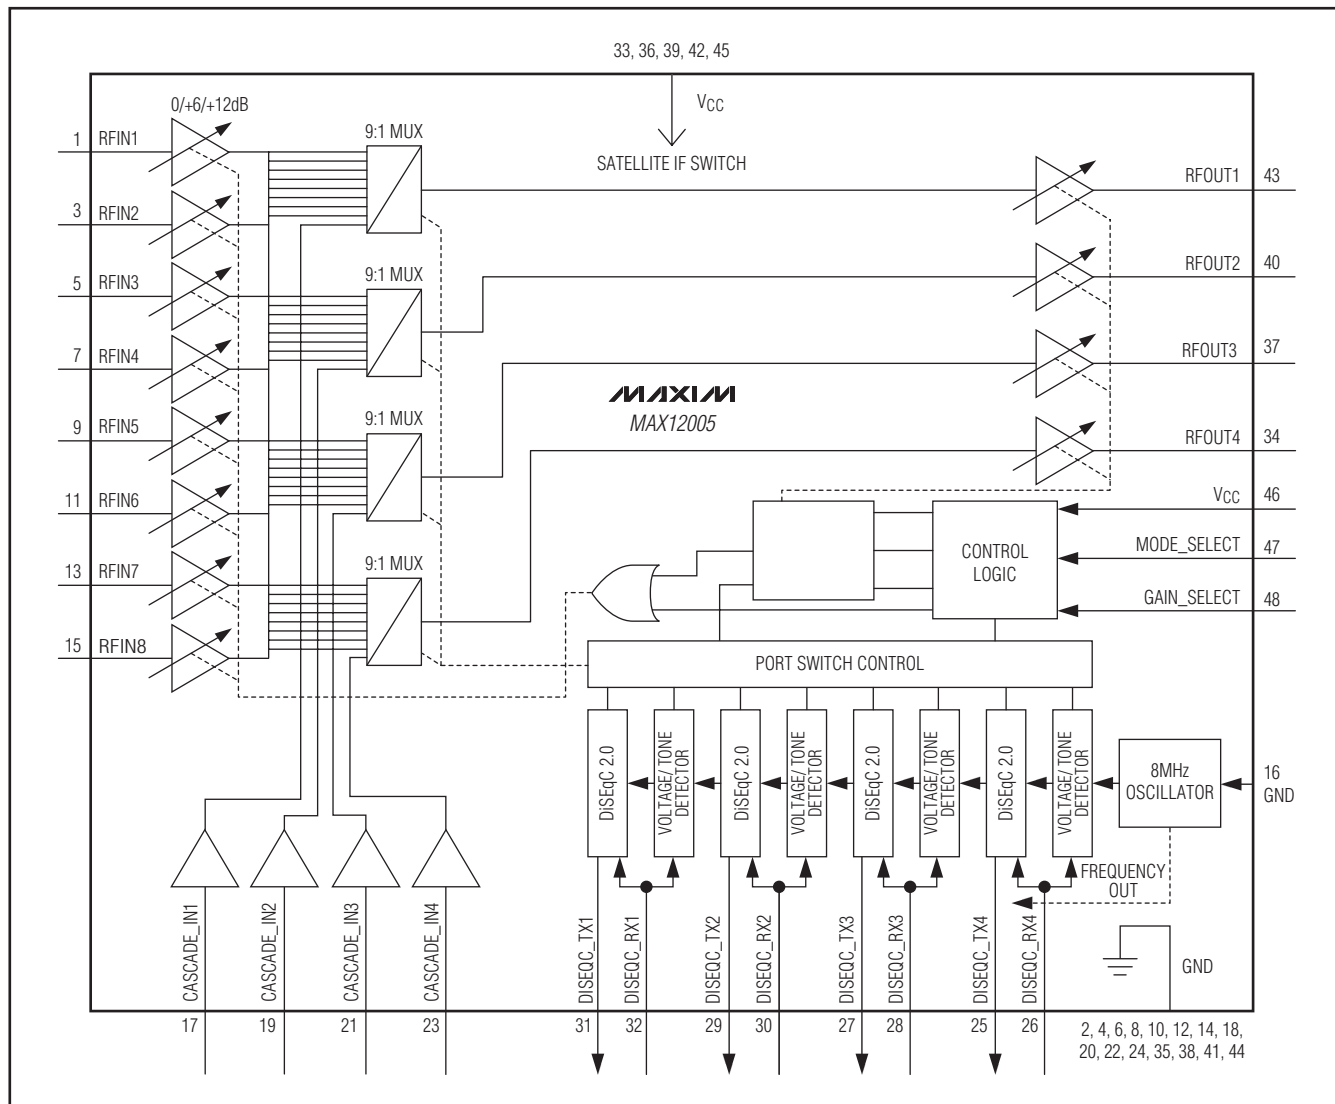 33, 36, 39, 42, 45
VCC
SATELLITE IF SWITCH
0/+6/+12dB
1 RFIN1
3 RFIN2
5 RFIN3
7 RFIN4
9 RFIN5
11 RFIN6
13 RFIN7
15 RFIN8
9:1 MUX
9:1 MUX
9:1 MUX
9:1 MUX
MAXIM
MAX12005
RFOUT1 43
RFOUT2 40
RFOUT3 37
RFOUT4 34
VCC 46
MODE_SELECT 47
GAIN_SELECT 48
CONTROL
LOGIC
PORT SWITCH CONTROL
DiSEqC 2.0
VOLTAGE/ TONE
DETECTOR
DiSEqC 2.0
VOLTAGE/ TONE
DETECTOR
DiSEqC 2.0
VOLTAGE/ TONE
DETECTOR
DiSEqC 2.0
VOLTAGE/ TONE
DETECTOR
8MHz
OSCILLATOR
16
GND
FREQUENCY
OUT
GND
CASCADE_IN1
CASCADE_IN2
CASCADE_IN3
CASCADE_IN4
DISEQC_TX1
DISEQC_RX1
DISEQC_TX2
DISEQC_RX2
DISEQC_TX3
DISEQC_RX3
DISEQC_TX4
DISEQC_RX4
17
19
21
23
31
32
29
30
27
28
25
26
2, 4, 6, 8, 10, 12, 14, 18,
20, 22, 24, 35, 38, 41, 44